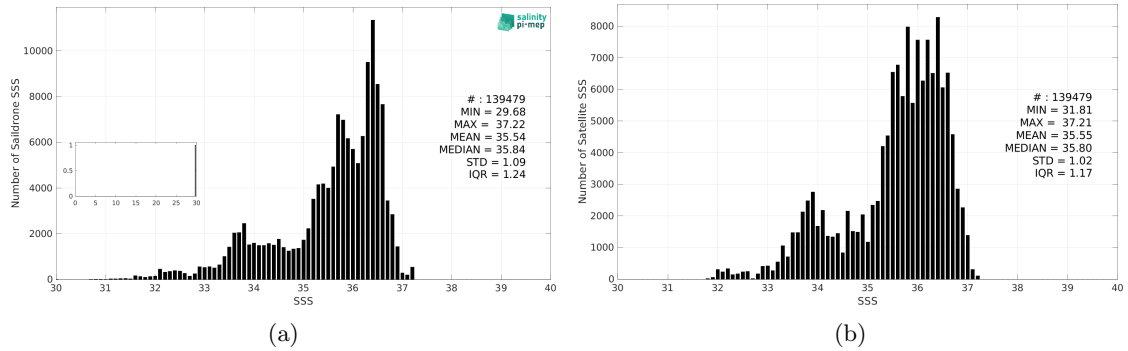 salinity
pi-mep
Number of Saildrone SSS
10000
8000
6000
4000
2000
0
# : 139479
MIN = 29.68
MAX = 37.22
MEAN = 35.54
MEDIAN = 35.84
STD = 1.09
IQR = 1.24
1
0.5
0
0 5 10 15 20 25 30
30 31 32 33 34 35 36 37 38 39 40
SSS
(a)
Number of Satellite SSS
8000
7000
6000
5000
4000
3000
2000
1000
0
# : 139479
MIN = 31.81
MAX = 37.21
MEAN = 35.55
MEDIAN = 35.80
STD = 1.02
IQR = 1.17
30 31 32 33 34 35 36 37 38 39 40
SSS
(b)